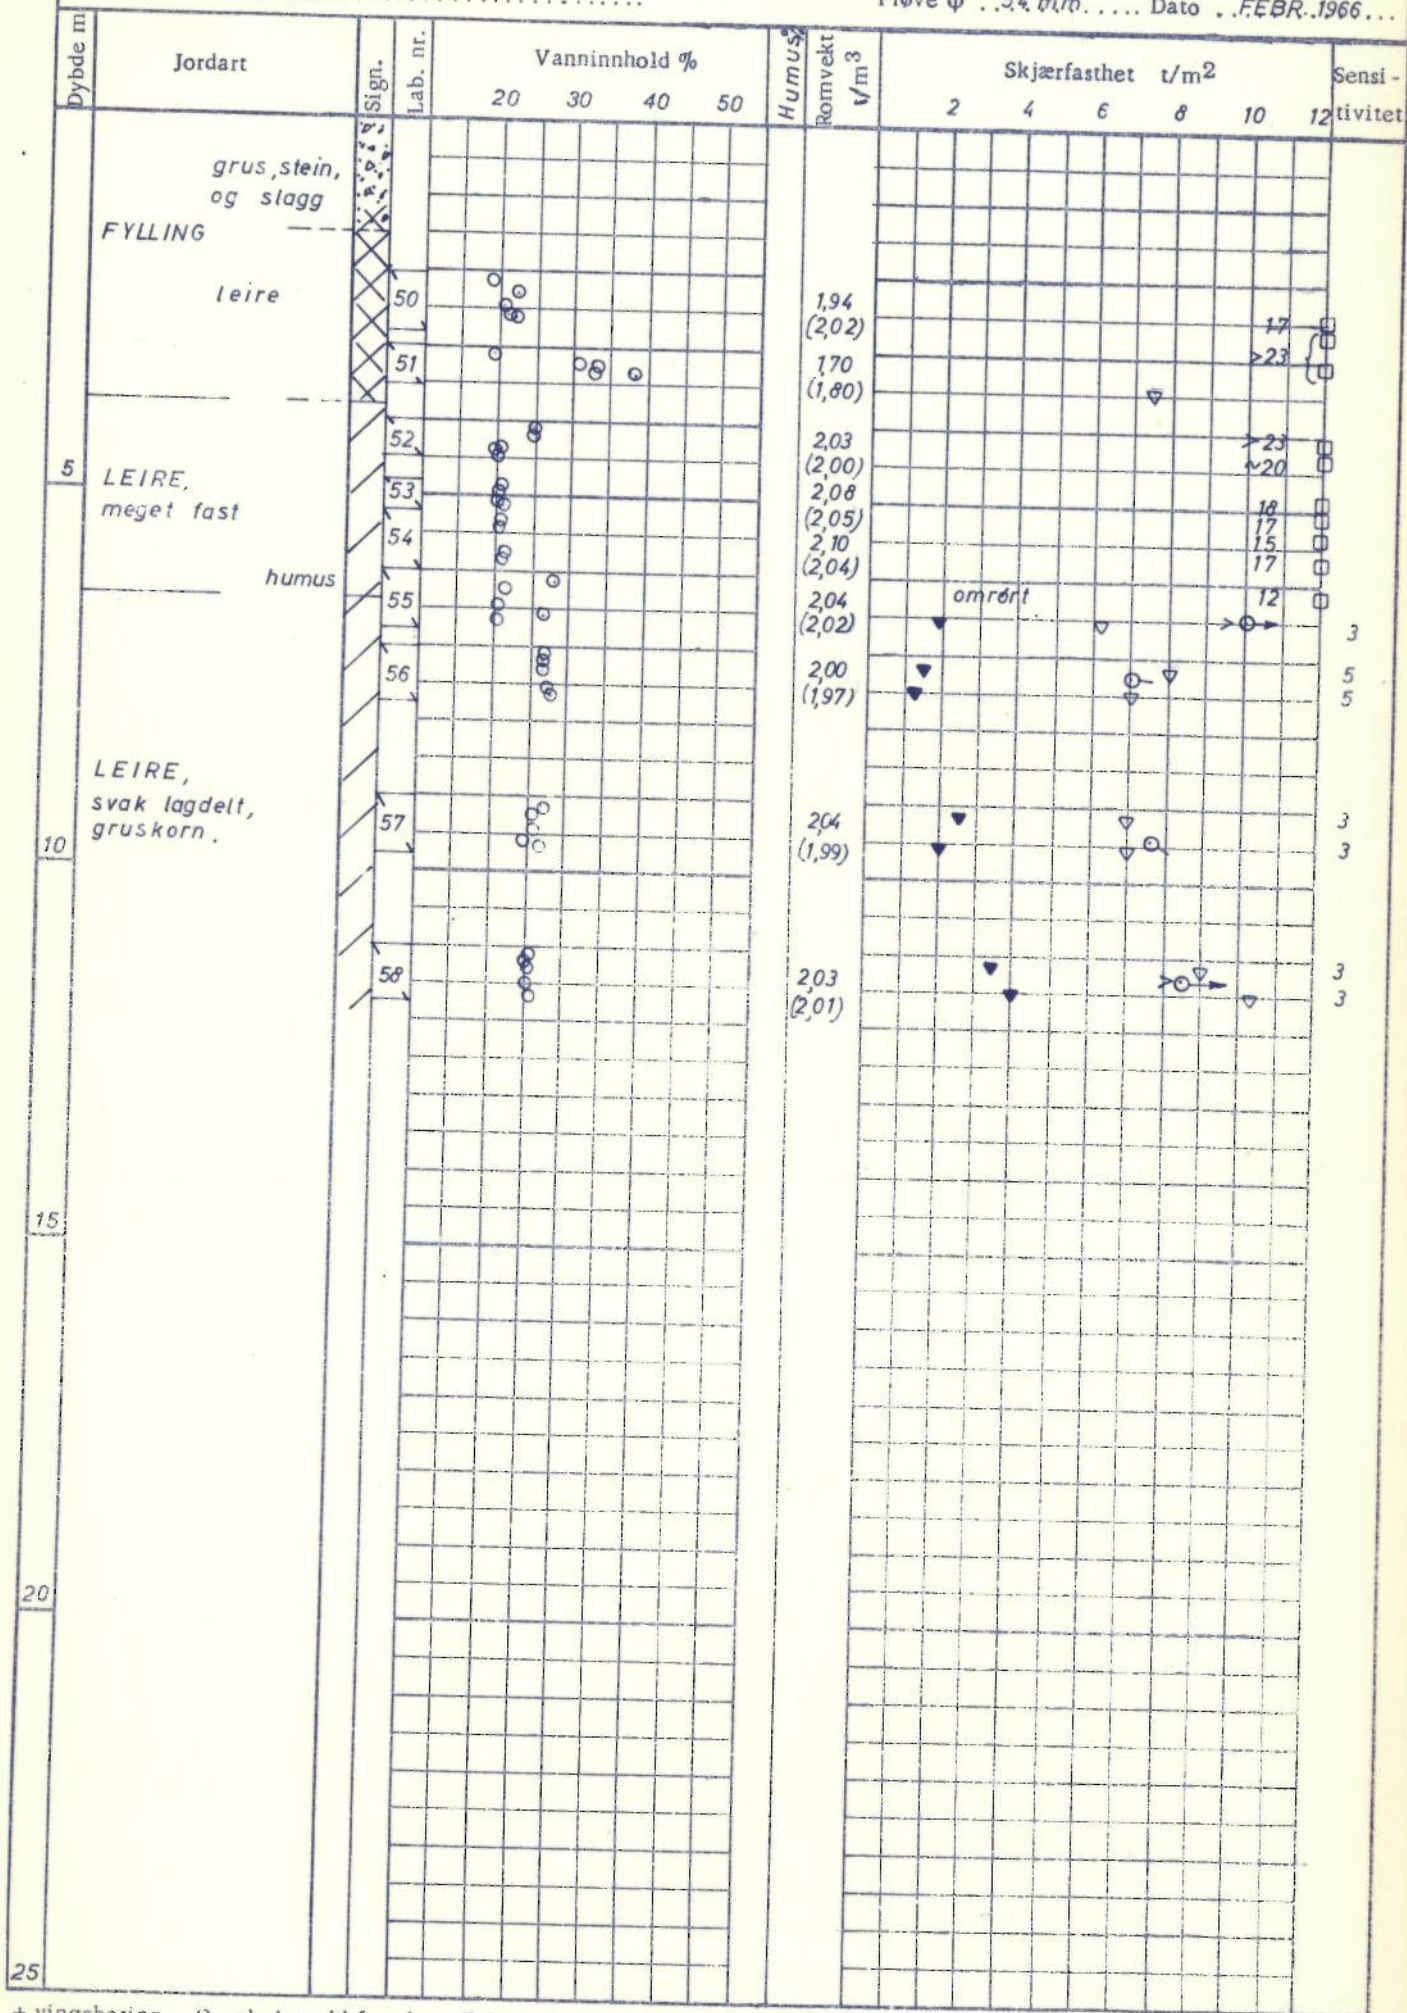 Prøve ϕ ..54 mm..... Dato ..FEBR..1966...
Dybde m
Jordart
Sign.
Lab. nr.
Vanninnhold %
20 30 40 50
Humus %
Romvekt t/m³
Skjærfasthet t/m²
2 4 6 8 10 12
Sensi-
tivitet
grus, stein,
og slagg
FYLLING
leire
50
1,94
(2,02)
17
51
1,70
(1,80)
>23
52
2,03
(2,00)
>23
~20
5
LEIRE,
meget fast
53
2,08
(2,05)
18
17
54
2,10
(2,04)
15
17
humus
55
2,04
(2,02)
omrørt
12
3
56
2,00
(1,97)
5
5
LEIRE,
svak lagdelt,
gruskorn.
57
2,04
(1,99)
3
3
10
58
2,03
(2,01)
3
3
15
20
25